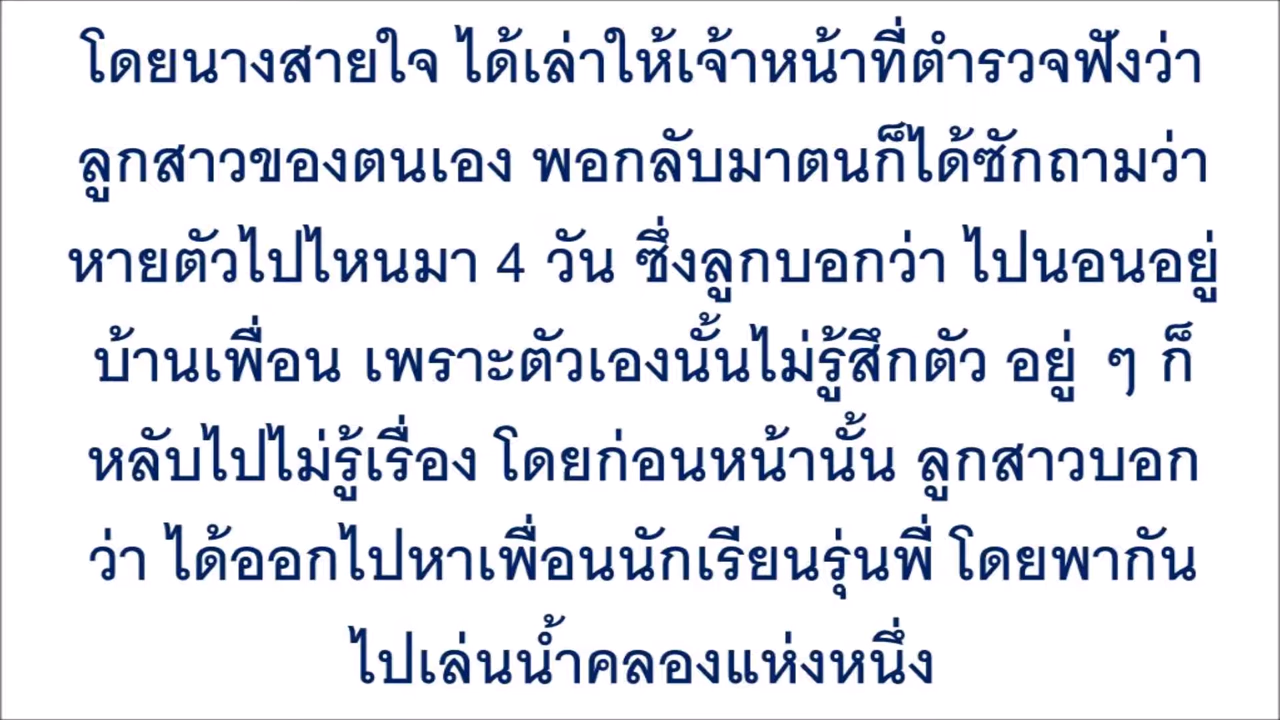 โดยนางสายใจ ได้เล่าให้เจ้าหน้าที่ตำรวจฟังว่า
ลูกสาวของตนเอง พอกลับมาตนก็ได้ซักถามว่า
หายตัวไปไหนมา 4 วัน ซึ่งลูกบอกว่า ไปนอนอยู่
บ้านเพื่อน เพราะตัวเองนั้นไม่รู้สึกตัว อยู่ ๆ ก็
หลับไปไม่รู้เรื่อง โดยก่อนหน้านั้น ลูกสาวบอก
ว่า ได้ออกไปหาเพื่อนนักเรียนรุ่นพี่ โดยพากัน
ไปเล่นน้ำคลองแห่งหนึ่ง